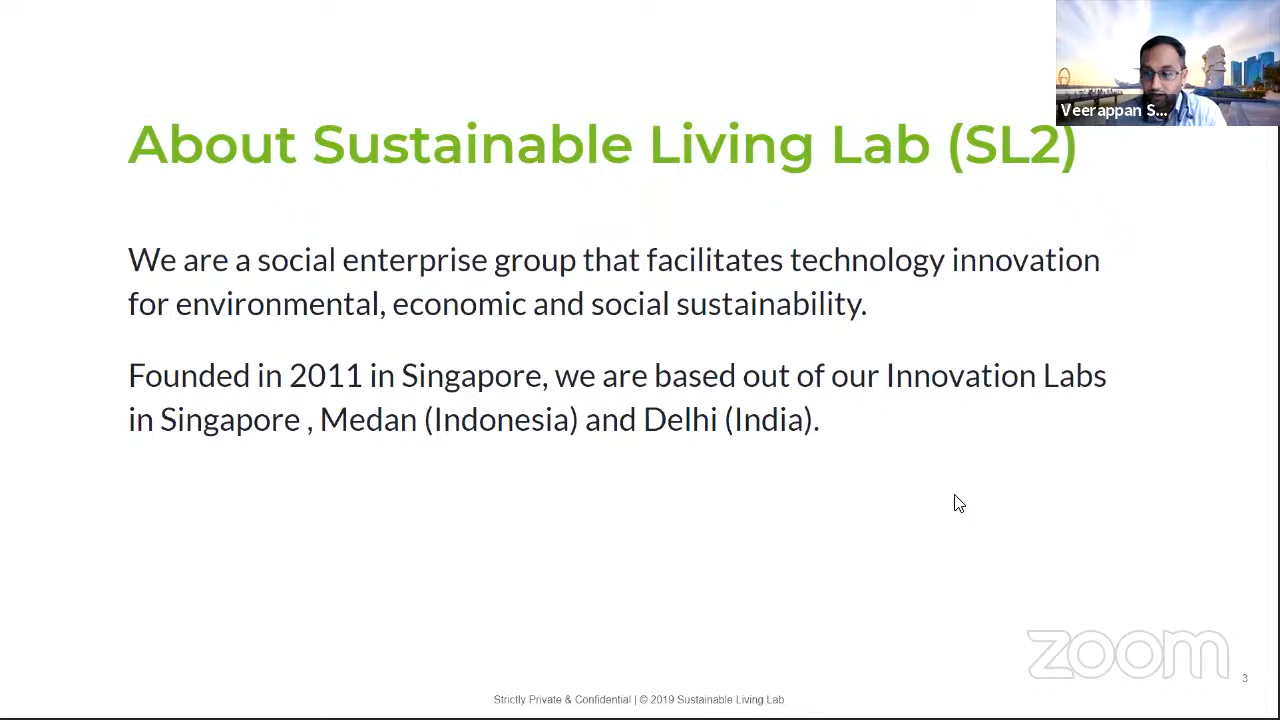 Veerappan S...
About Sustainable Living Lab (SL2)
We are a social enterprise group that facilitates technology innovation
for environmental, economic and social sustainability.
Founded in 2011 in Singapore, we are based out of our Innovation Labs
in Singapore , Medan (Indonesia) and Delhi (India).
zoom
3
Strictly Private & Confidential | © 2019 Sustainable Living Lab